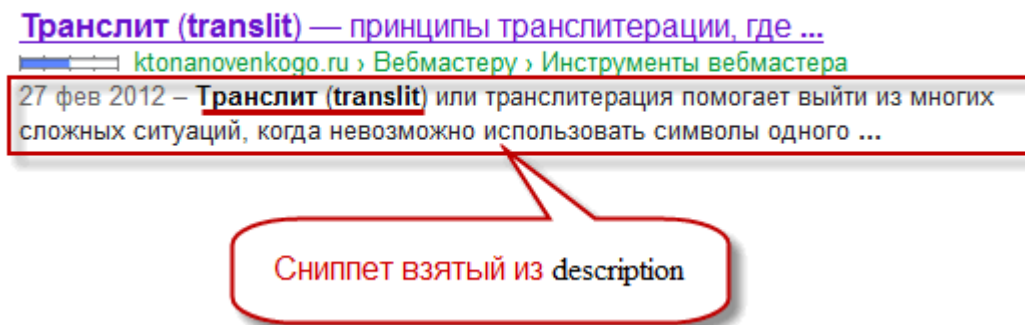 Транслит (translit) — принципы транслитерации, где ...
ktonanovenkogo.ru › Вебмастеру › Инструменты вебмастера
27 фев 2012 – Транслит (translit) или транслитерация помогает выйти из многих
сложных ситуаций, когда невозможно использовать символы одного ...
Сниппет взятый из description